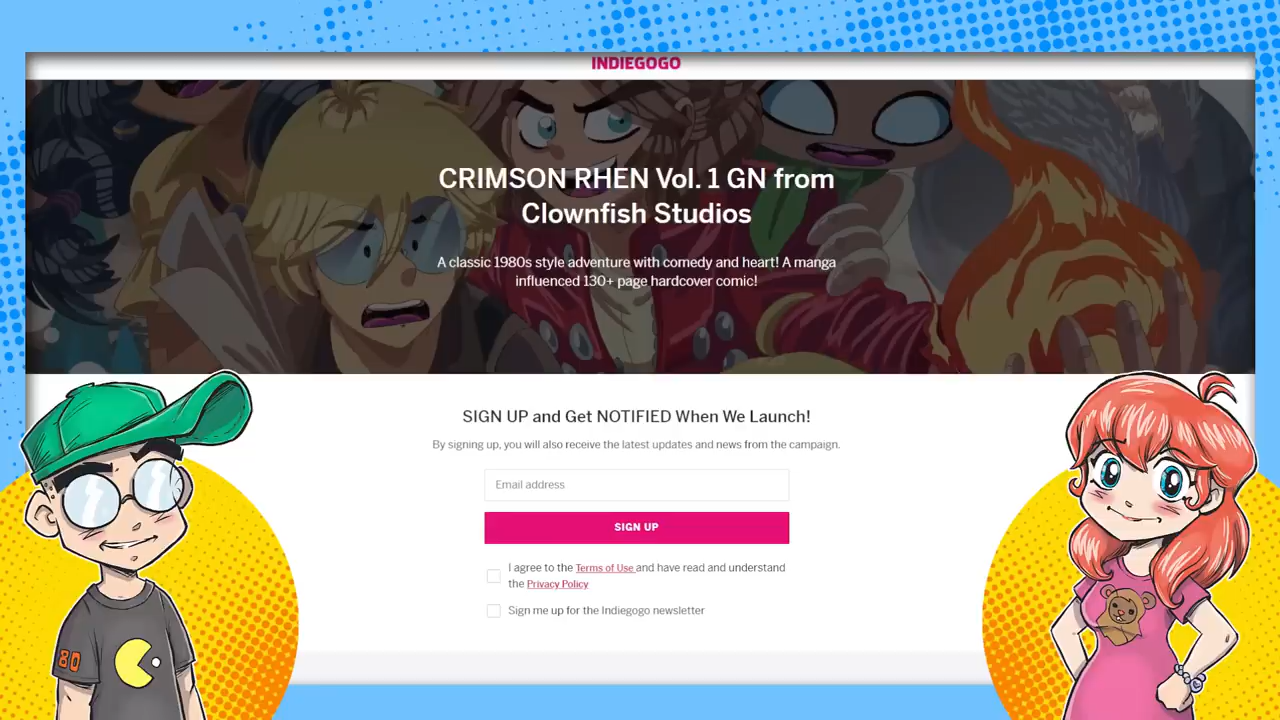 INDIEGOGO
CRIMSON RHEN Vol. 1 GN from
Clownfish Studios
A classic 1980s style adventure with comedy and heart! A manga
influenced 130+ page hardcover comic!
SIGN UP and Get NOTIFIED When We Launch!
By signing up, you will also receive the latest updates and news from the campaign.
Email address
SIGN UP
I agree to the Terms of Use and have read and understand
the Privacy Policy
Sign me up for the Indiegogo newsletter
80